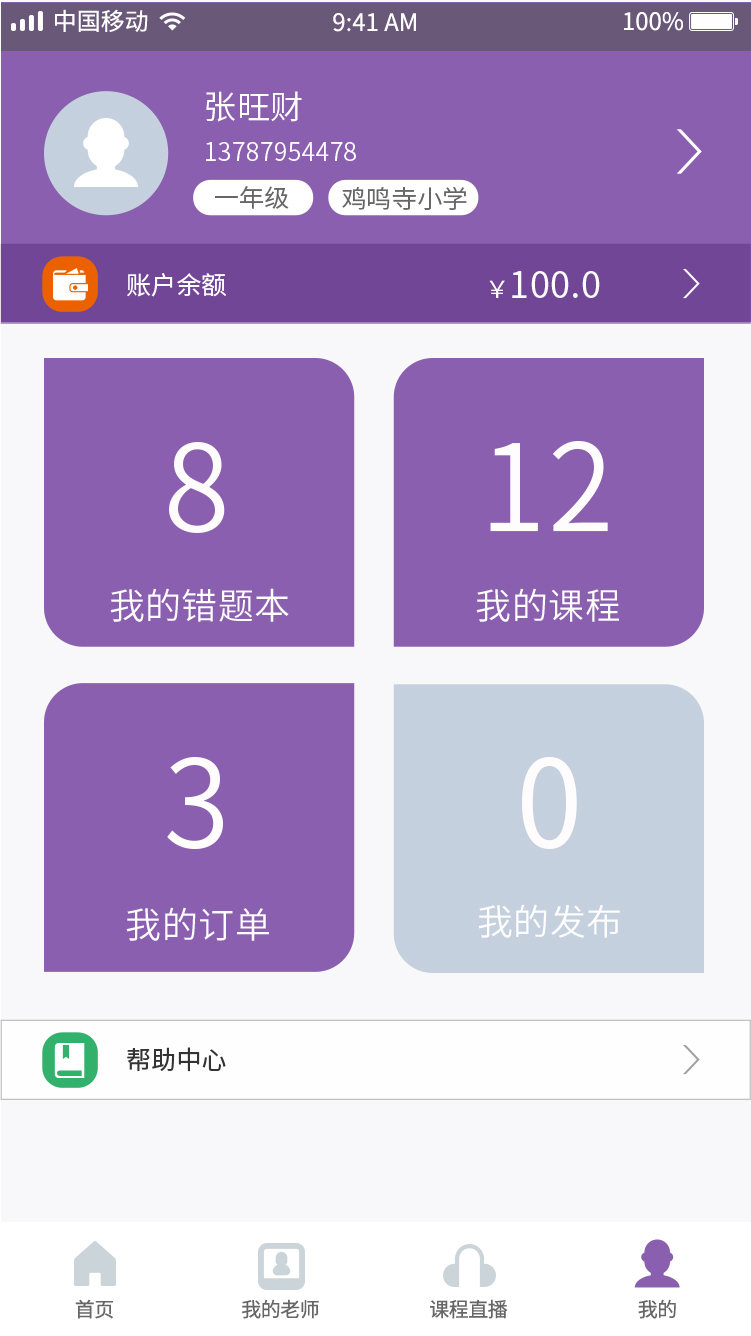 中国移动 9:41 AM 100%
张旺财
13787954478
一年级 鸡鸣寺小学
账户余额 ¥100.0
8 12
我的错题本 我的课程
3 0
我的订单 我的发布
帮助中心
首页 我的老师 课程直播 我的